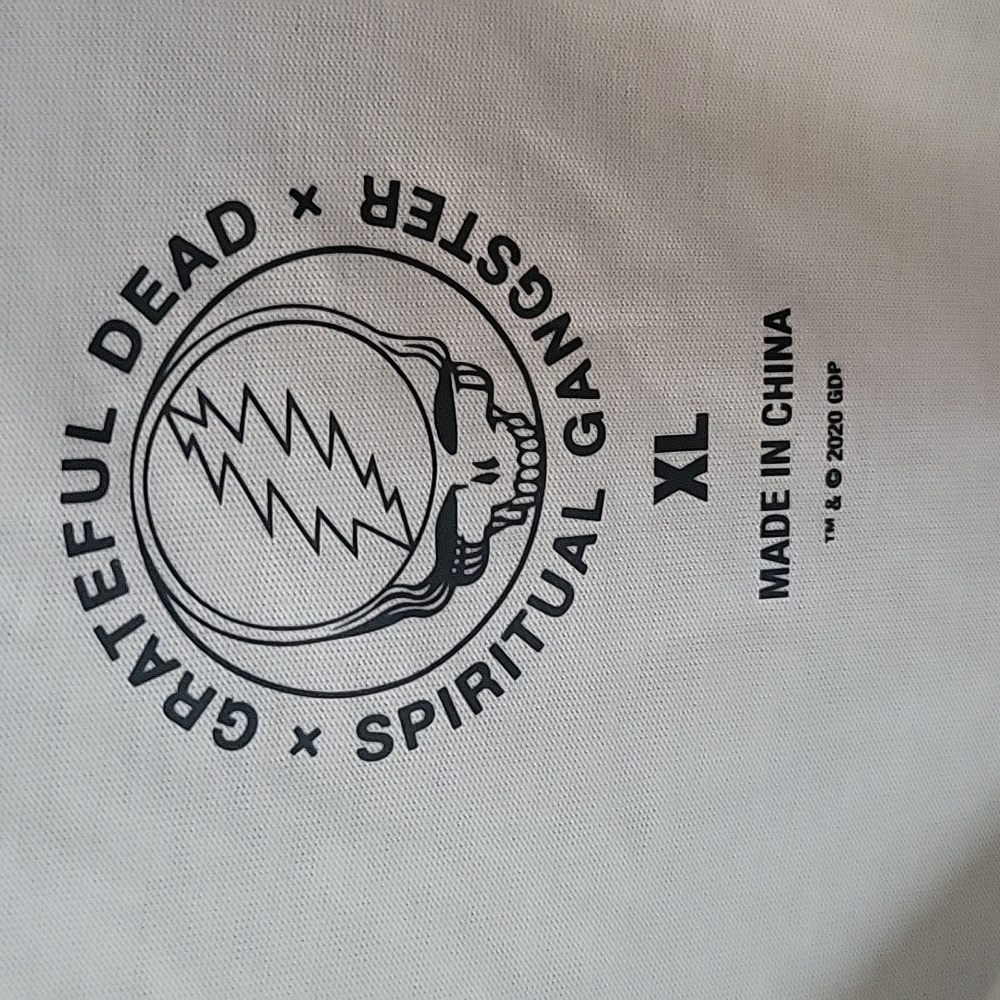 GRATEFUL DEAD ×
SPIRITUAL GANGSTER ×
XL
MADE IN CHINA
™ & © 2020 GDP